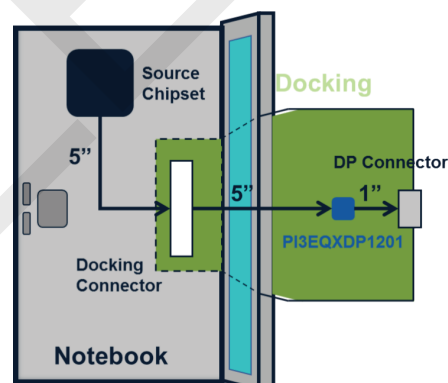 Source
Chipset
Docking
5”
DP Connector
5”
1”
PI3EQXDP1201
Docking
Connector
Notebook